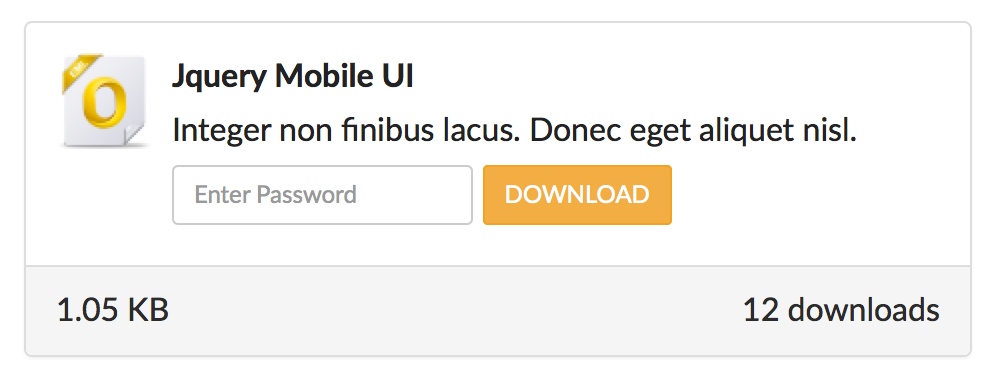 EML
Jquery Mobile UI
Integer non finibus lacus. Donec eget aliquet nisl.
Enter Password
DOWNLOAD
1.05 KB
12 downloads